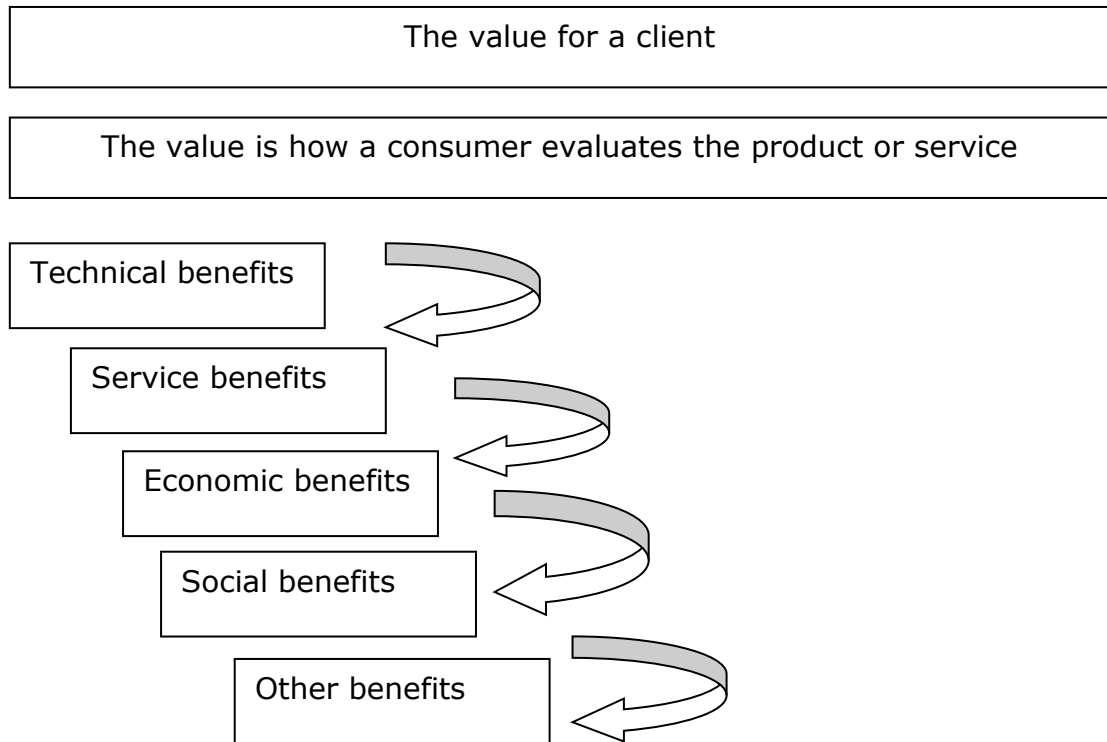 The value for a client
The value is how a consumer evaluates the product or service
Technical benefits
Service benefits
Economic benefits
Social benefits
Other benefits